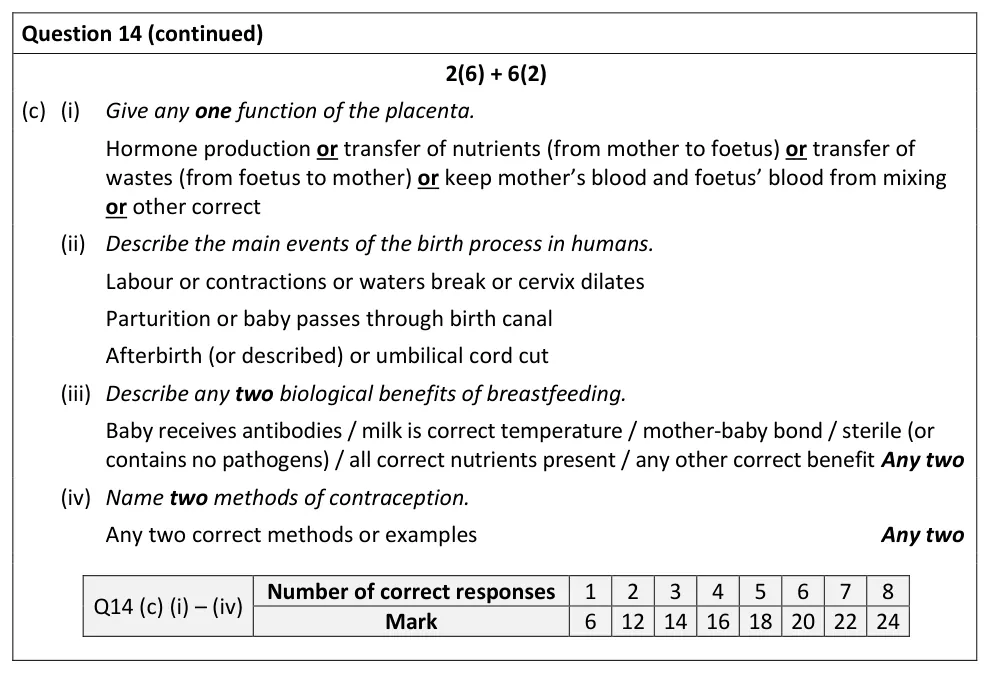 Question 14 (continued)
2(6) + 6(2)
(c) (i) Give any one function of the placenta.
Hormone production or transfer of nutrients (from mother to foetus) or transfer of
wastes (from foetus to mother) or keep mother’s blood and foetus’ blood from mixing
or other correct
(ii) Describe the main events of the birth process in humans.
Labour or contractions or waters break or cervix dilates
Parturition or baby passes through birth canal
Afterbirth (or described) or umbilical cord cut
(iii) Describe any two biological benefits of breastfeeding.
Baby receives antibodies / milk is correct temperature / mother-baby bond / sterile (or
contains no pathogens) / all correct nutrients present / any other correct benefit Any two
(iv) Name two methods of contraception.
Any two correct methods or examples Any two
Q14 (c) (i) – (iv) Number of correct responses 1 2 3 4 5 6 7 8
Mark 6 12 14 16 18 20 22 24